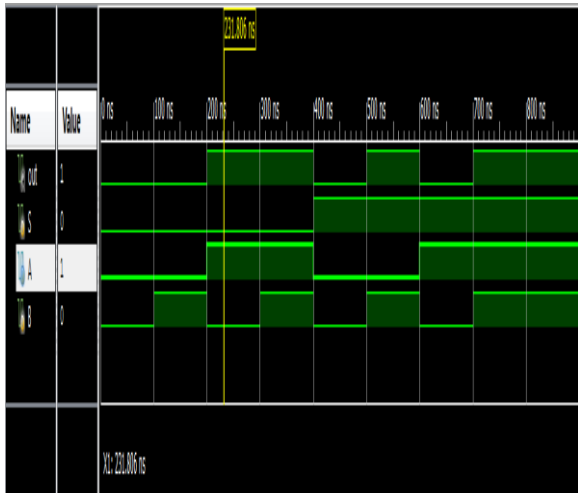 231.806 ns
Name Value
0 ns 100 ns 200 ns 300 ns 400 ns 500 ns 600 ns 700 ns 800 ns
out 1
S 0
A 1
B 0
X1: 231.806 ns